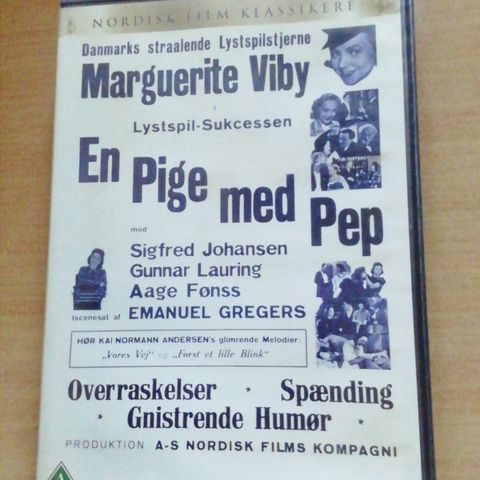 NORDISK FILM KLASSIKERE
Danmarks straalende Lystspilstjerne
Marguerite Viby
Lystspil-Sukcessen
En Pige med Pep
med
Sigfred Johansen
Gunnar Lauring
Aage Fønss
Iscenesat af EMANUEL GREGERS
HØR KAI NORMANN ANDERSEN's glimrende Melodier:
„Vores Vej" og „Først et lille Blink"
Overraskelser * Spænding
* Gnistrende Humør *
PRODUKTION A-S NORDISK FILMS KOMPAGNI
A